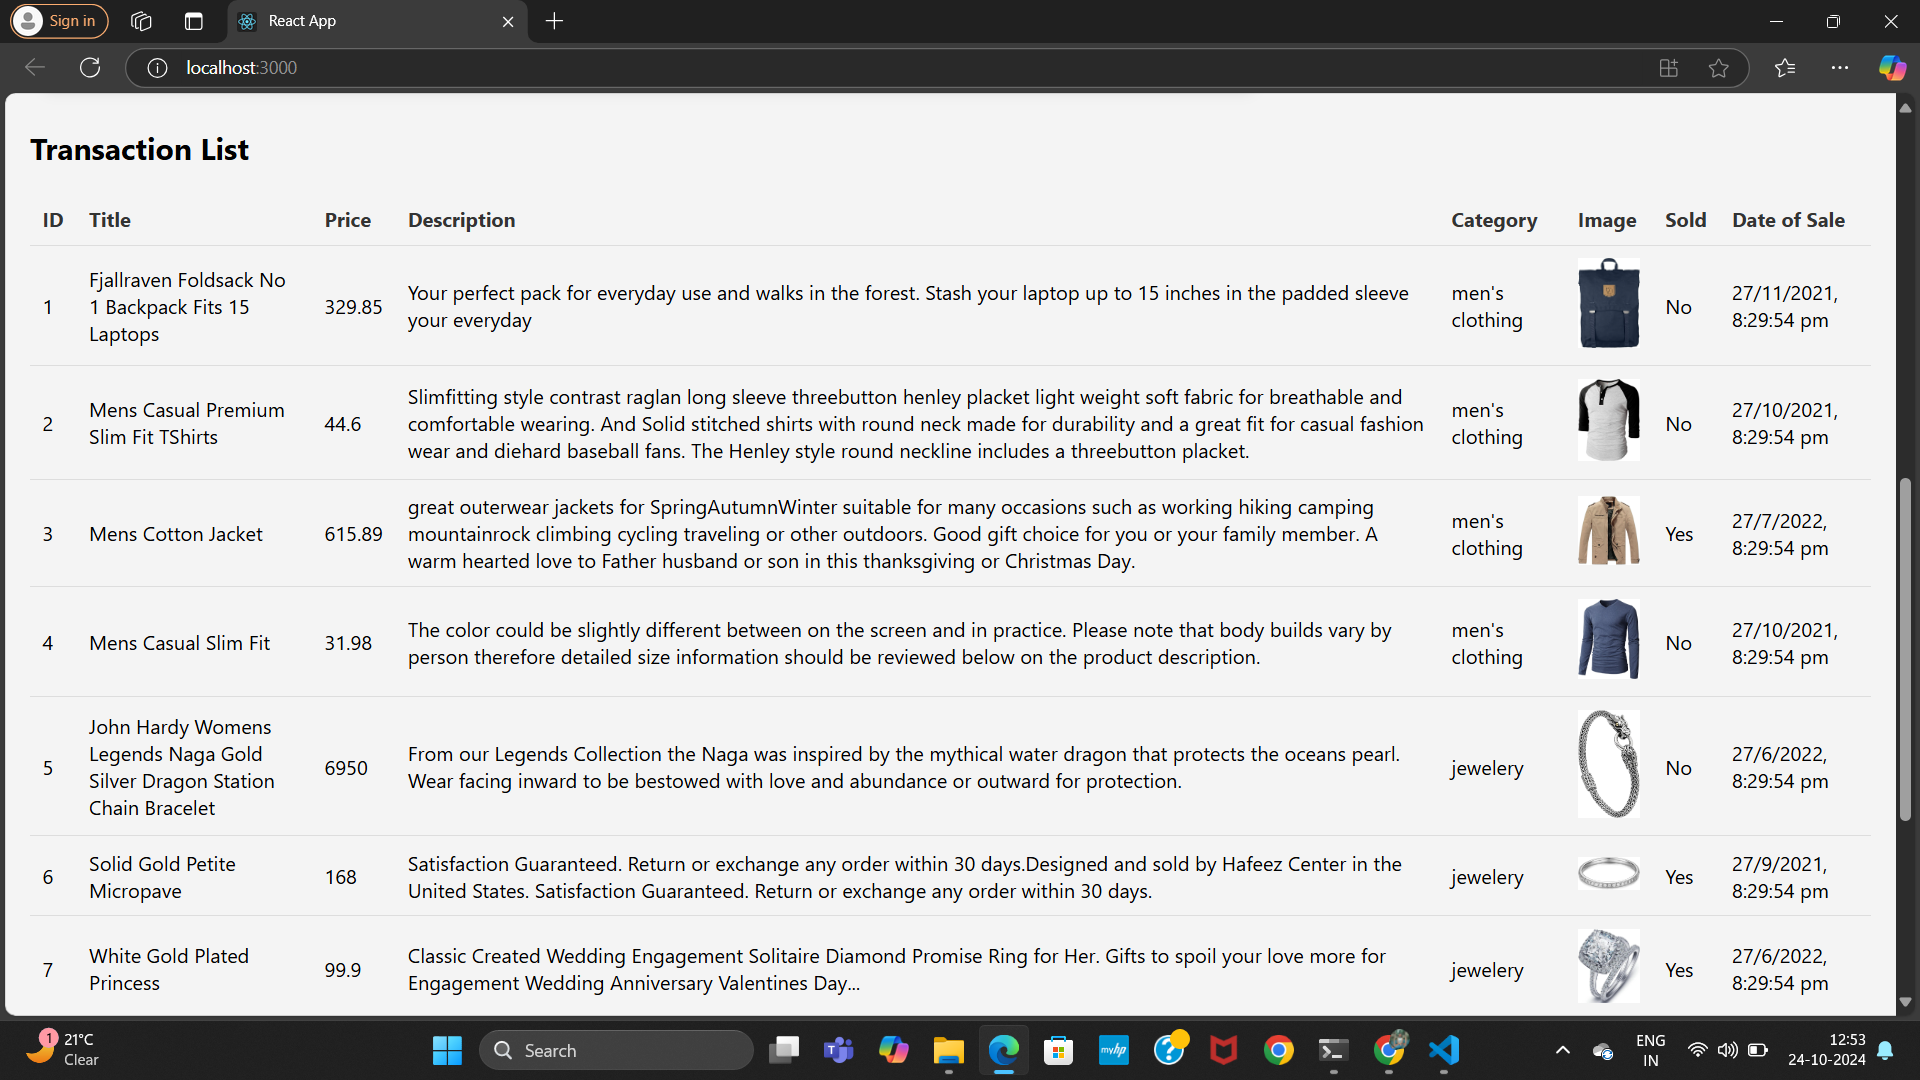 Sign in
React App
localhost:3000
Transaction List
ID Title Price Description Category Image Sold Date of Sale
1
Fjallraven Foldsack No
1 Backpack Fits 15
Laptops
329.85
Your perfect pack for everyday use and walks in the forest. Stash your laptop up to 15 inches in the padded sleeve
your everyday
men's
clothing
No
27/11/2021,
8:29:54 pm
2
Mens Casual Premium
Slim Fit TShirts
44.6
Slimfitting style contrast raglan long sleeve threebutton henley placket light weight soft fabric for breathable and
comfortable wearing. And Solid stitched shirts with round neck made for durability and a great fit for casual fashion
wear and diehard baseball fans. The Henley style round neckline includes a threebutton placket.
men's
clothing
No
27/10/2021,
8:29:54 pm
3
Mens Cotton Jacket
615.89
great outerwear jackets for SpringAutumnWinter suitable for many occasions such as working hiking camping
mountainrock climbing cycling traveling or other outdoors. Good gift choice for you or your family member. A
warm hearted love to Father husband or son in this thanksgiving or Christmas Day.
men's
clothing
Yes
27/7/2022,
8:29:54 pm
4
Mens Casual Slim Fit
31.98
The color could be slightly different between on the screen and in practice. Please note that body builds vary by
person therefore detailed size information should be reviewed below on the product description.
men's
clothing
No
27/10/2021,
8:29:54 pm
5
John Hardy Womens
Legends Naga Gold
Silver Dragon Station
Chain Bracelet
6950
From our Legends Collection the Naga was inspired by the mythical water dragon that protects the oceans pearl.
Wear facing inward to be bestowed with love and abundance or outward for protection.
jewelery
No
27/6/2022,
8:29:54 pm
6
Solid Gold Petite
Micropave
168
Satisfaction Guaranteed. Return or exchange any order within 30 days.Designed and sold by Hafeez Center in the
United States. Satisfaction Guaranteed. Return or exchange any order within 30 days.
jewelery
Yes
27/9/2021,
8:29:54 pm
7
White Gold Plated
Princess
99.9
Classic Created Wedding Engagement Solitaire Diamond Promise Ring for Her. Gifts to spoil your love more for
Engagement Wedding Anniversary Valentines Day...
jewelery
Yes
27/6/2022,
8:29:54 pm
1
21°C
Clear
Search
myhp
ENG
IN
12:53
24-10-2024